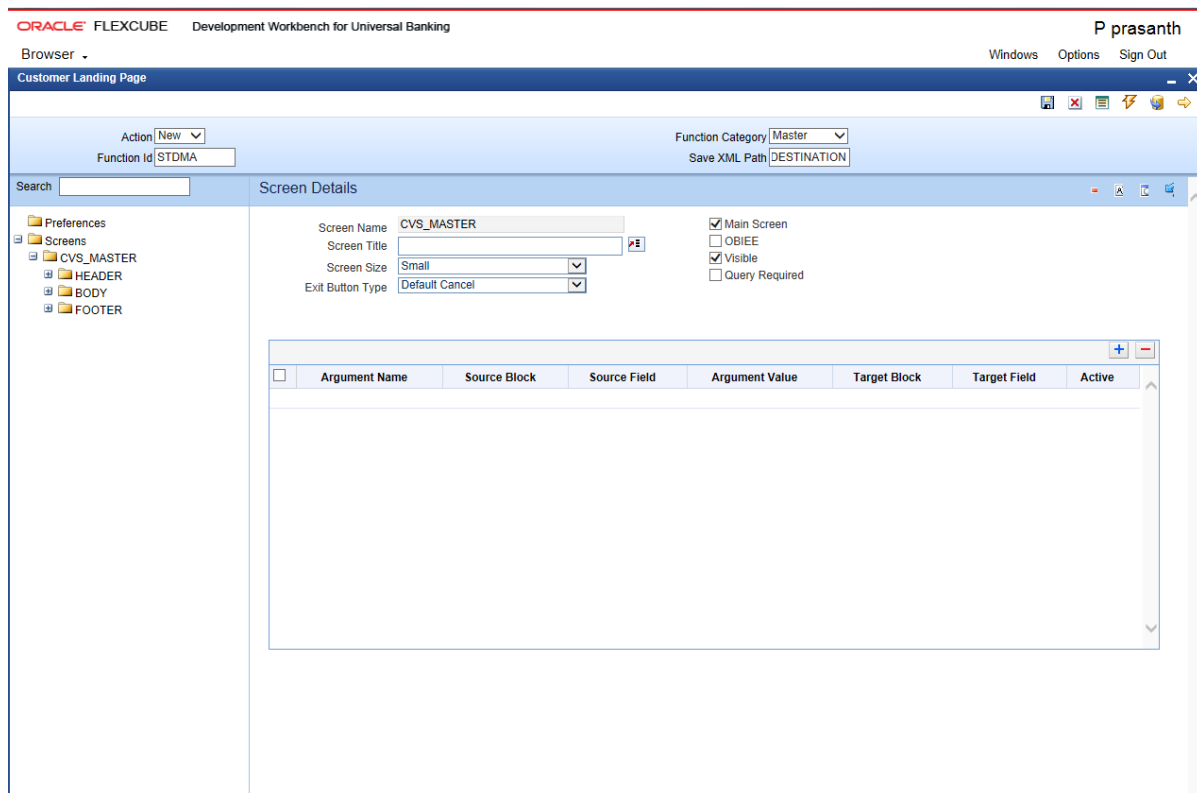 ORACLE FLEXCUBE Development Workbench for Universal Banking P prasanth
Browser Windows Options Sign Out
Customer Landing Page
Action New Function Category Master
Function Id STDMA Save XML Path DESTINATION
Search Screen Details
Preferences
Screens
CVS_MASTER
HEADER
BODY
FOOTER
Screen Name CVS_MASTER Main Screen
Screen Title OBIEE
Screen Size Small Visible
Exit Button Type Default Cancel Query Required
Argument Name Source Block Source Field Argument Value Target Block Target Field Active